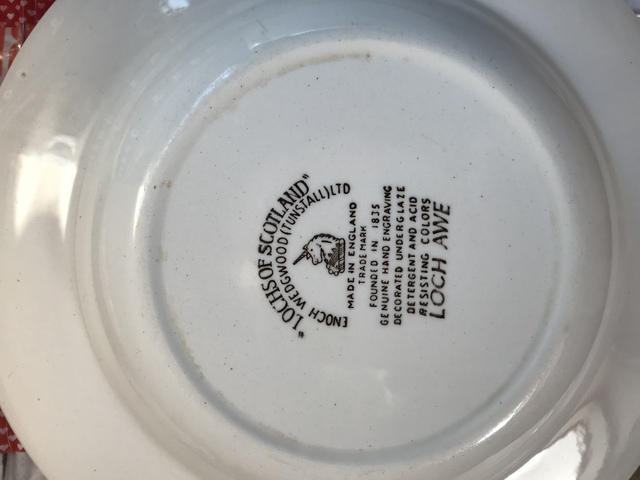 "LOCHS OF SCOTLAND"
ENOCH WEDGWOOD (TUNSTALL) LTD
MADE IN ENGLAND
TRADE MARK
FOUNDED IN 1835
GENUINE HAND ENGRAVING
DECORATED UNDERGLAZE
DETERGENT AND ACID
RESISTING COLORS
LOCH AWE